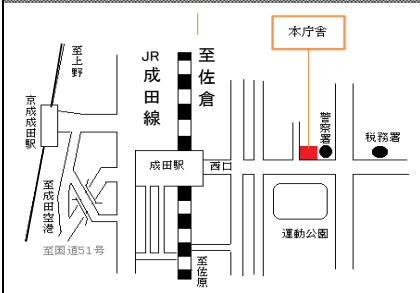 本庁舎
至上野
JR成田線
至佐倉
京成成田駅
警察署
税務署
成田駅
西口
至成田空港
運動公園
至国道51号
至佐原